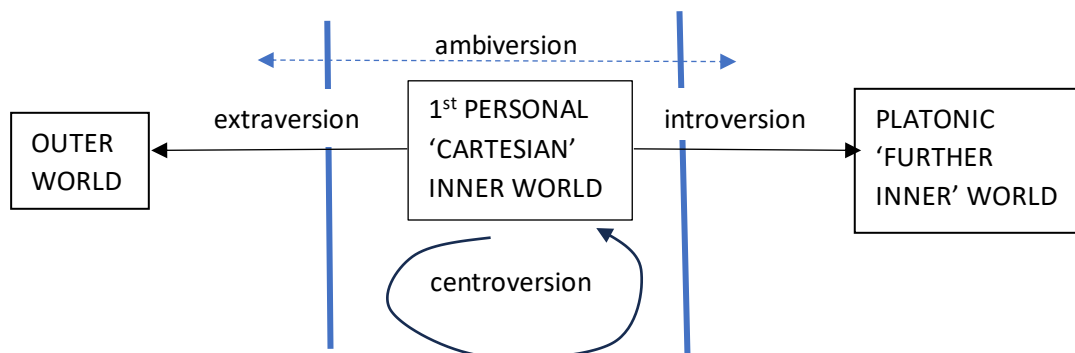 ambiversion
extraversion
1st PERSONAL
‘CARTESIAN’
INNER WORLD
introversion
OUTER
WORLD
PLATONIC
‘FURTHER
INNER’ WORLD
centroversion